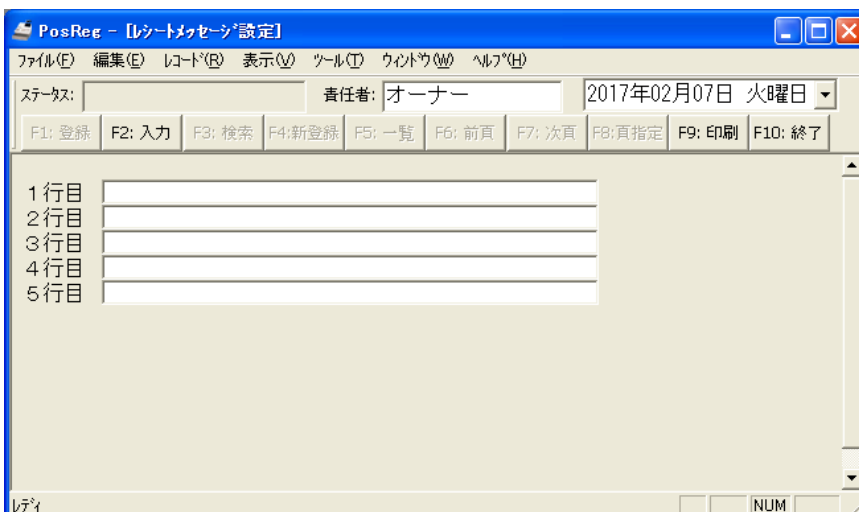 PosReg - [ﾚｼｰﾄﾒｯｾｰｼﾞ設定]
ﾌｧｲﾙ(F) 編集(E) ﾚｺｰﾄﾞ(R) 表示(V) ﾂｰﾙ(T) ｳｨﾝﾄﾞｳ(W) ﾍﾙﾌﾟ(H)
ｽﾃｰﾀｽ: 責任者: オーナー 2017年02月07日 火曜日
F1: 登録 F2: 入力 F3: 検索 F4:新登録 F5: 一覧 F6: 前頁 F7: 次頁 F8:頁指定 F9: 印刷 F10: 終了
１行目
２行目
３行目
４行目
５行目
ﾚﾃﾞｨ NUM